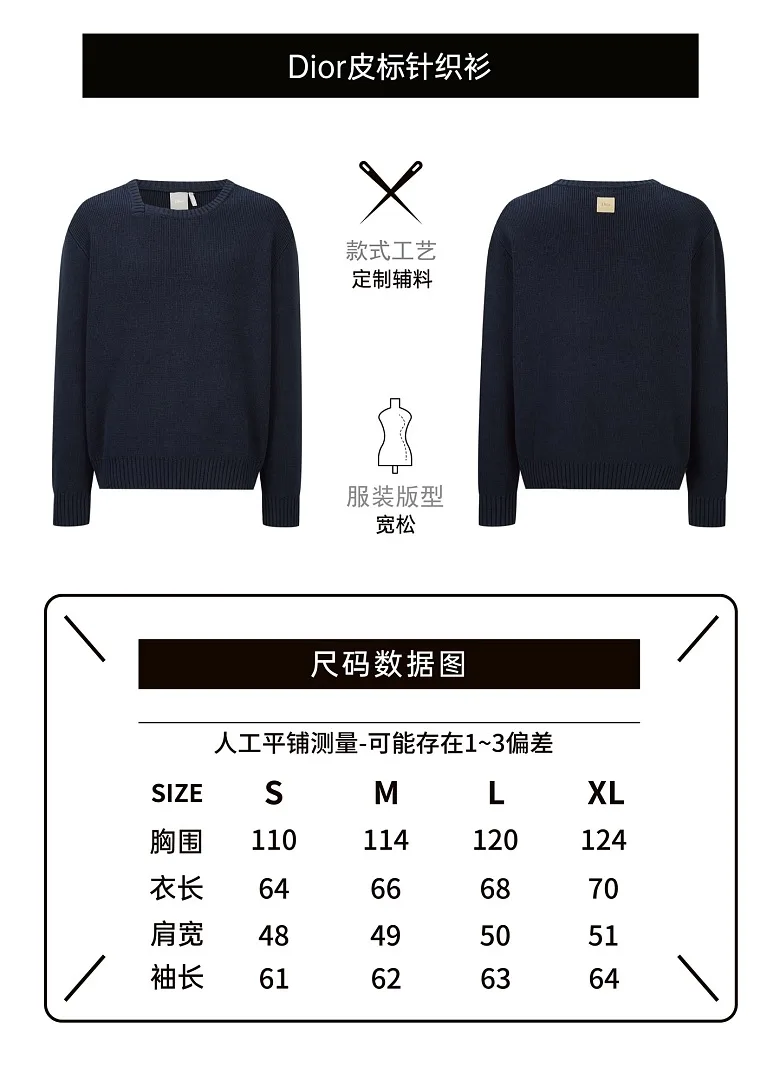 Dior皮标针织衫
款式工艺
定制辅料
服装版型
宽松
尺码数据图
人工平铺测量-可能存在1~3偏差
SIZE S M L XL
胸围 110 114 120 124
衣长 64 66 68 70
肩宽 48 49 50 51
袖长 61 62 63 64